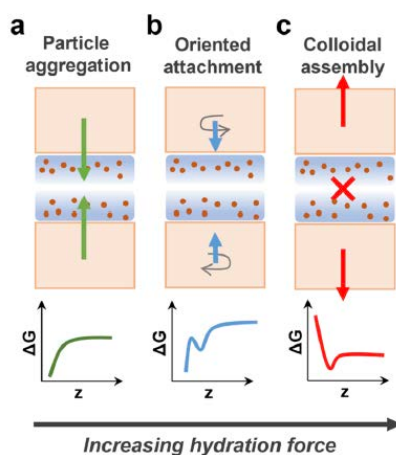 a
Particle
aggregation
b
Oriented
attachment
c
Colloidal
assembly
ΔG
z
ΔG
z
ΔG
z
Increasing hydration force